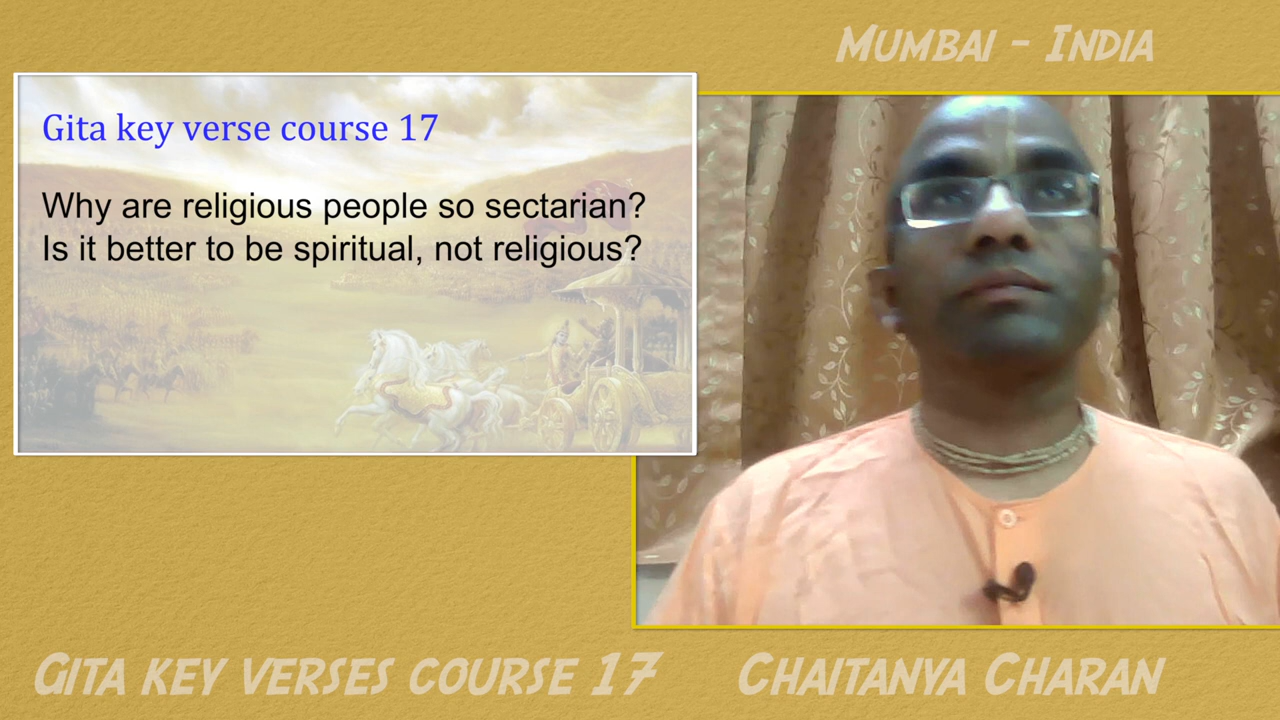 Mumbai - India
Gita key verse course 17
Why are religious people so sectarian?
Is it better to be spiritual, not religious?
Gita key verses course 17
Chaitanya Charan